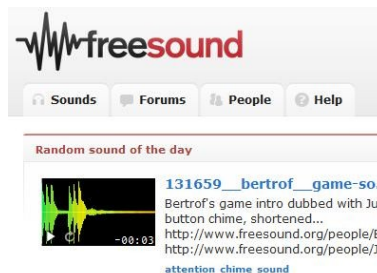 freesound
Sounds
Forums
People
Help
Random sound of the day
131659__bertrof__game-so.
Bertrof's game intro dubbed with Ju
button chime, shortened...
http://www.freesound.org/people/
http://www.freesound.org/people/
-00:03
attention chime sound